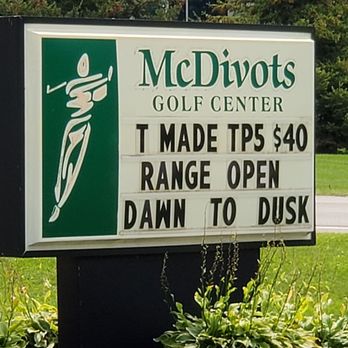 McDivots
GOLF CENTER
T MADE TP5 $40
RANGE OPEN
DAWN TO DUSK